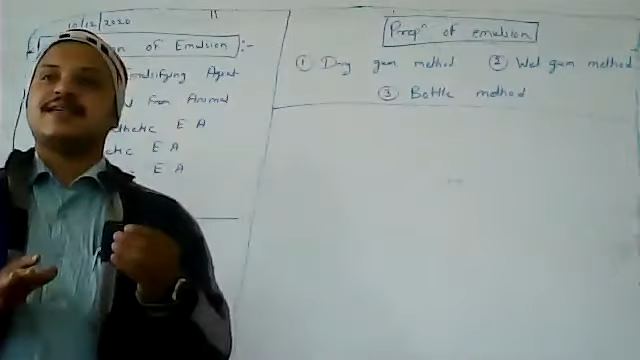 10/12/2020
n of Emulsion :-
Emulsifying Agent
from Animal
thetic E A
etic E A
E A
Prepⁿ of emulsion
① Dry gum method ② Wet gum method
③ Bottle method